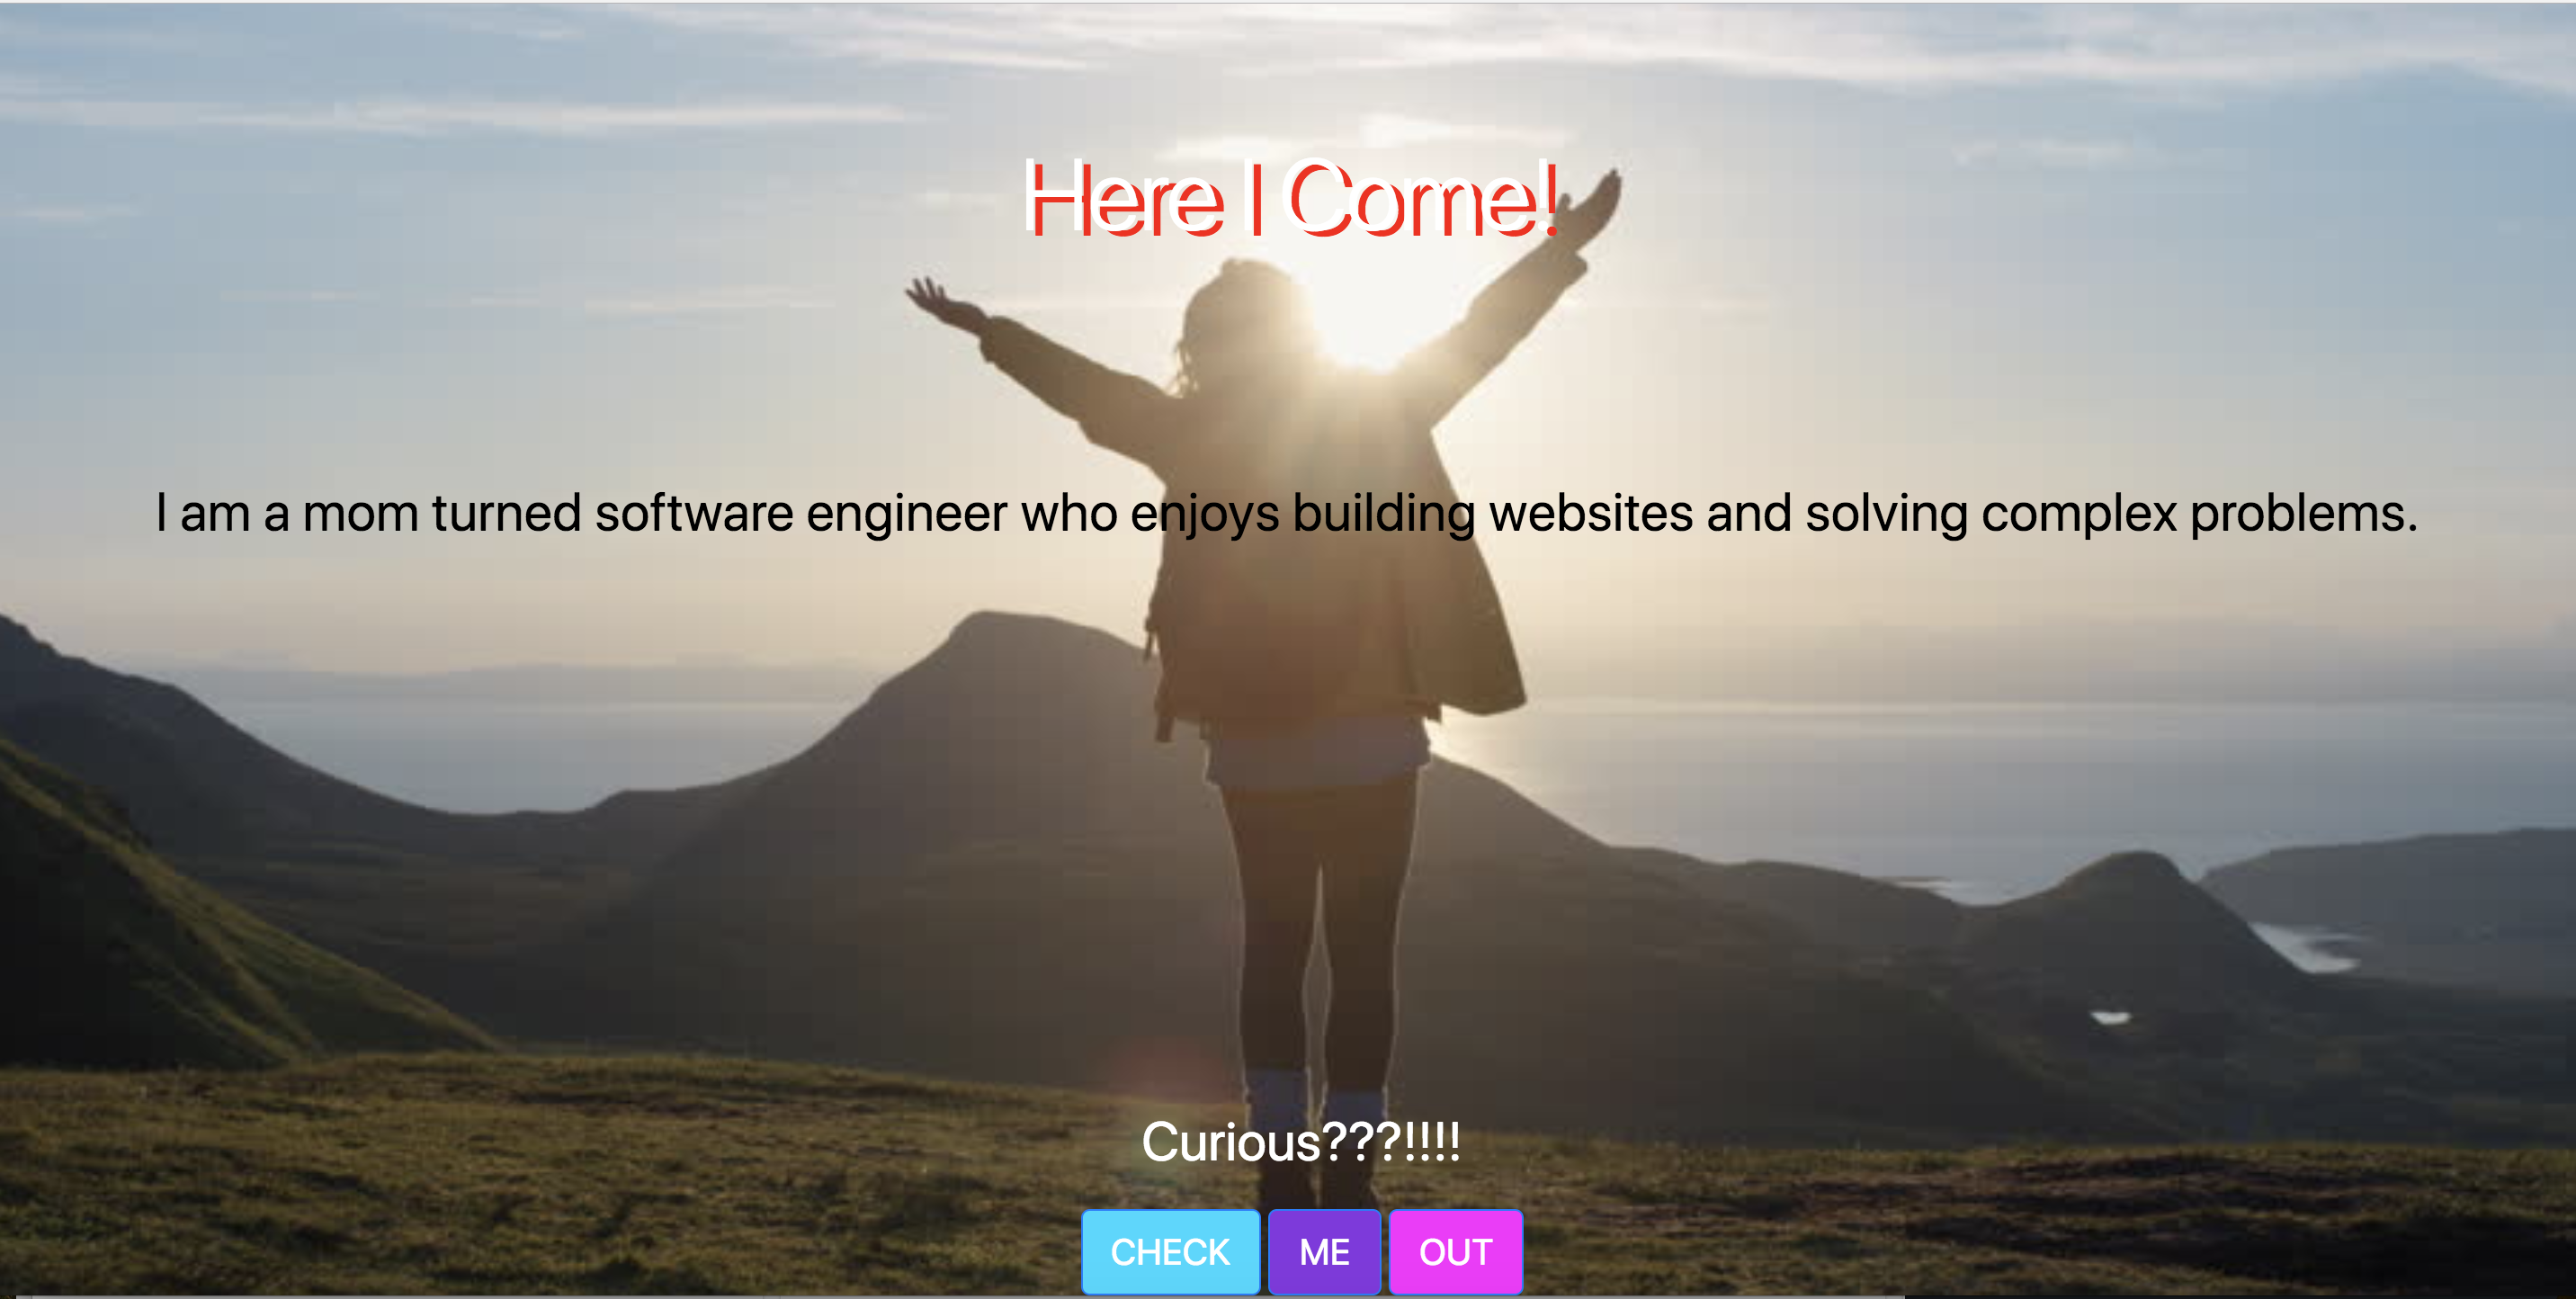 Here I Come!
I am a mom turned software engineer who enjoys building websites and solving complex problems.
Curious???!!!!
CHECK ME OUT